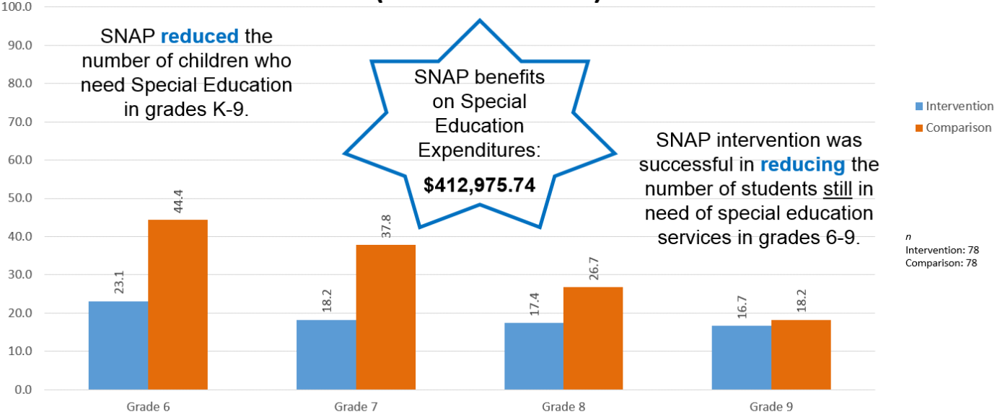 100.0
90.0
80.0
70.0
60.0
50.0
40.0
30.0
20.0
10.0
0.0
SNAP reduced the
number of children who
need Special Education
in grades K-9.
SNAP benefits
on Special
Education
Expenditures:
$412,975.74
SNAP intervention was
successful in reducing the
number of students still in
need of special education
services in grades 6-9.
23.1
44.4
18.2
37.8
17.4
26.7
16.7
18.2
Grade 6
Grade 7
Grade 8
Grade 9
Intervention
Comparison
n
Intervention: 78
Comparison: 78